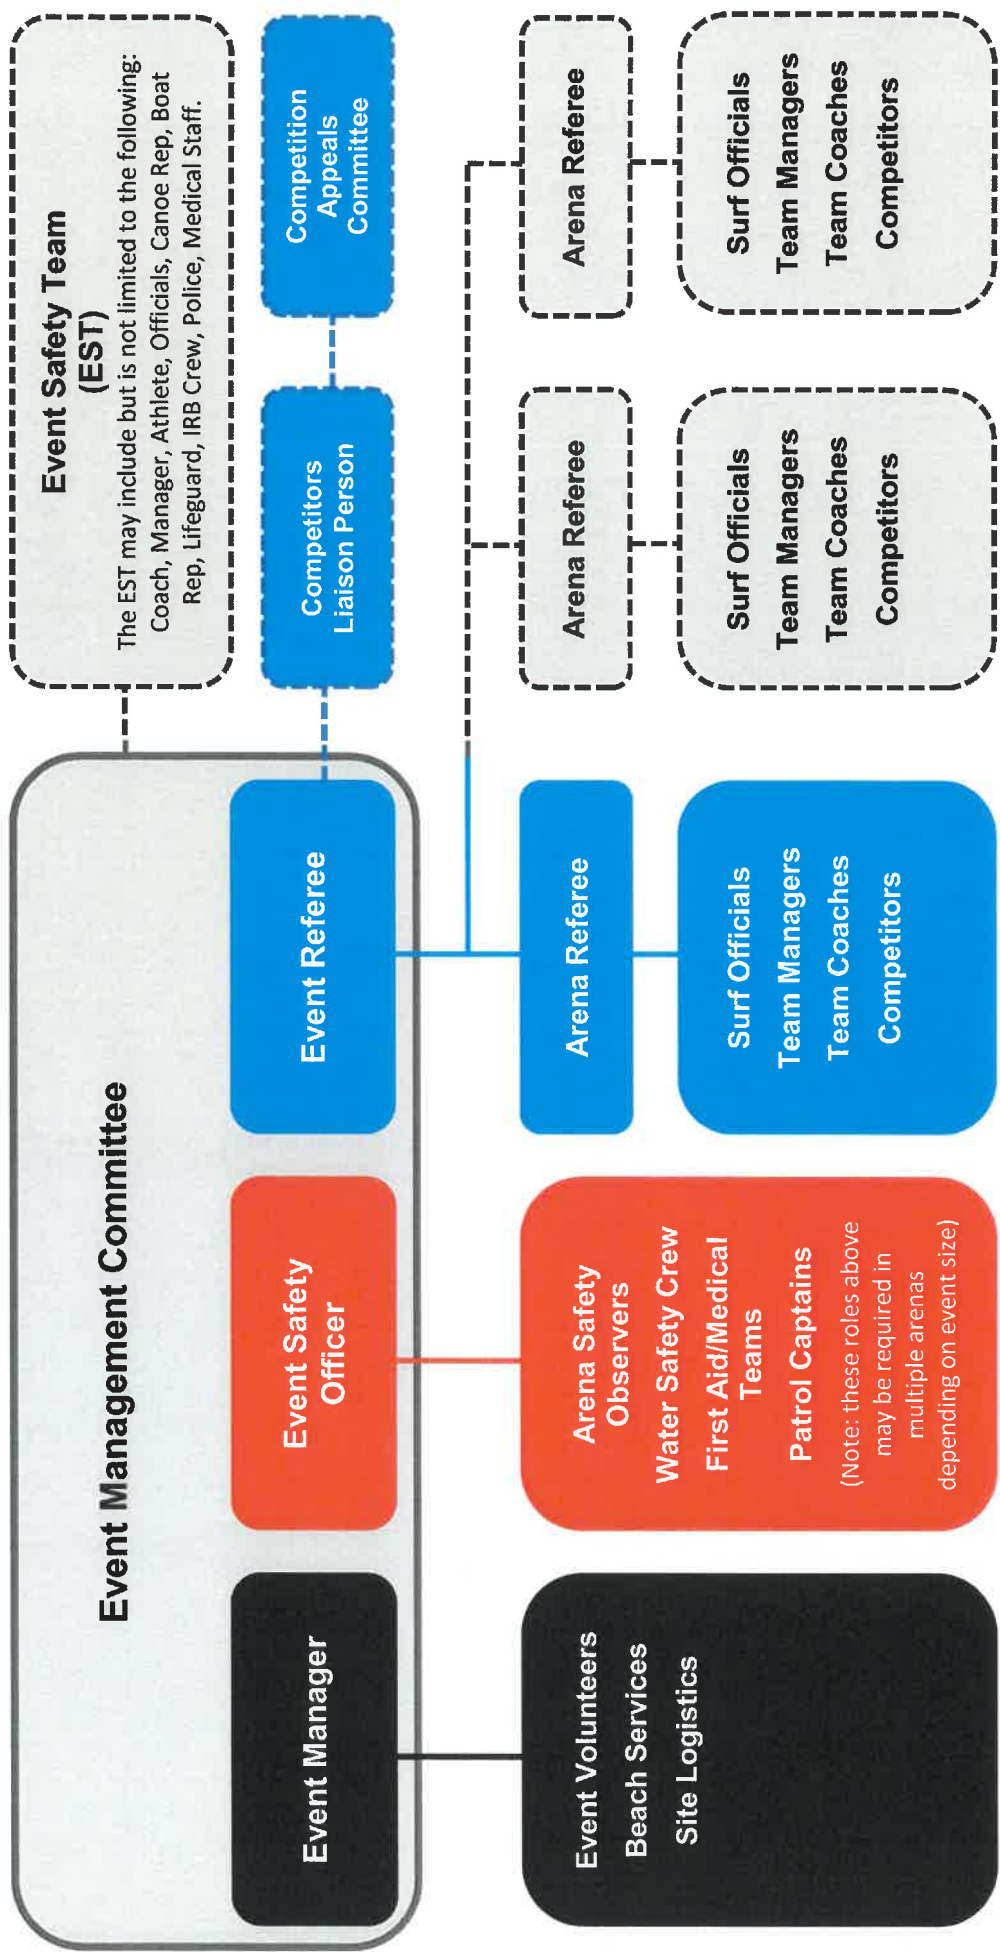 Event Management Committee
Event Manager
Event Safety
Officer
Event Referee
Event Safety Team
(EST)
The EST may include but is not limited to the following:
Coach, Manager, Athlete, Officials, Canoe Rep, Boat
Rep, Lifeguard, IRB Crew, Police, Medical Staff.
Competitors
Liaison Person
Competition
Appeals
Committee
Event Volunteers
Beach Services
Site Logistics
Arena Safety
Observers
Water Safety Crew
First Aid/Medical
Teams
Patrol Captains
(Note: these roles above
may be required in
multiple arenas
depending on event size)
Arena Referee
Surf Officials
Team Managers
Team Coaches
Competitors
Arena Referee
Surf Officials
Team Managers
Team Coaches
Competitors
Arena Referee
Surf Officials
Team Managers
Team Coaches
Competitors